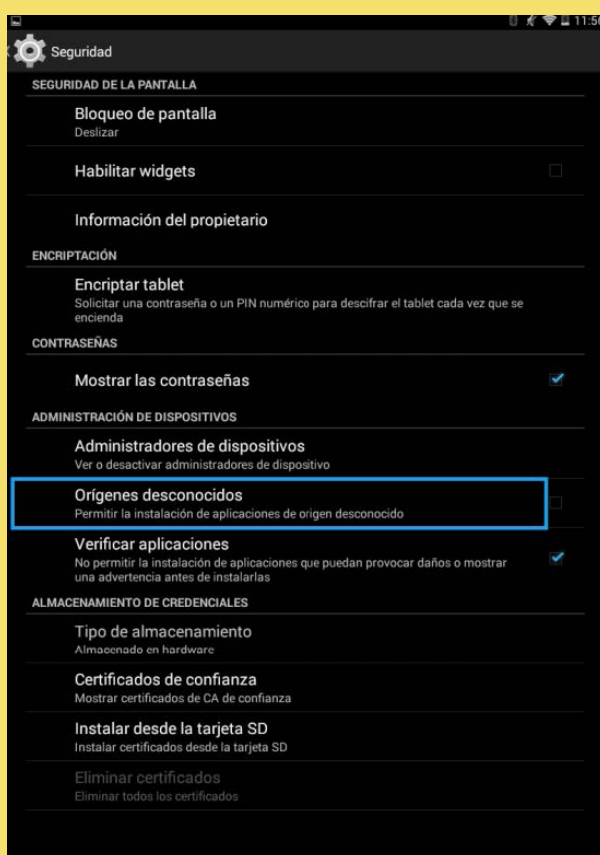 11:56
Seguridad
SEGURIDAD DE LA PANTALLA
Bloqueo de pantalla
Deslizar
Habilitar widgets
Información del propietario
ENCRIPTACIÓN
Encriptar tablet
Solicitar una contraseña o un PIN numérico para descifrar el tablet cada vez que se
encienda
CONTRASEÑAS
Mostrar las contraseñas
ADMINISTRACIÓN DE DISPOSITIVOS
Administradores de dispositivos
Ver o desactivar administradores de dispositivo
Orígenes desconocidos
Permitir la instalación de aplicaciones de origen desconocido
Verificar aplicaciones
No permitir la instalación de aplicaciones que puedan provocar daños o mostrar
una advertencia antes de instalarlas
ALMACENAMIENTO DE CREDENCIALES
Tipo de almacenamiento
Almacenado en hardware
Certificados de confianza
Mostrar certificados de CA de confianza
Instalar desde la tarjeta SD
Instalar certificados desde la tarjeta SD
Eliminar certificados
Eliminar todos los certificados